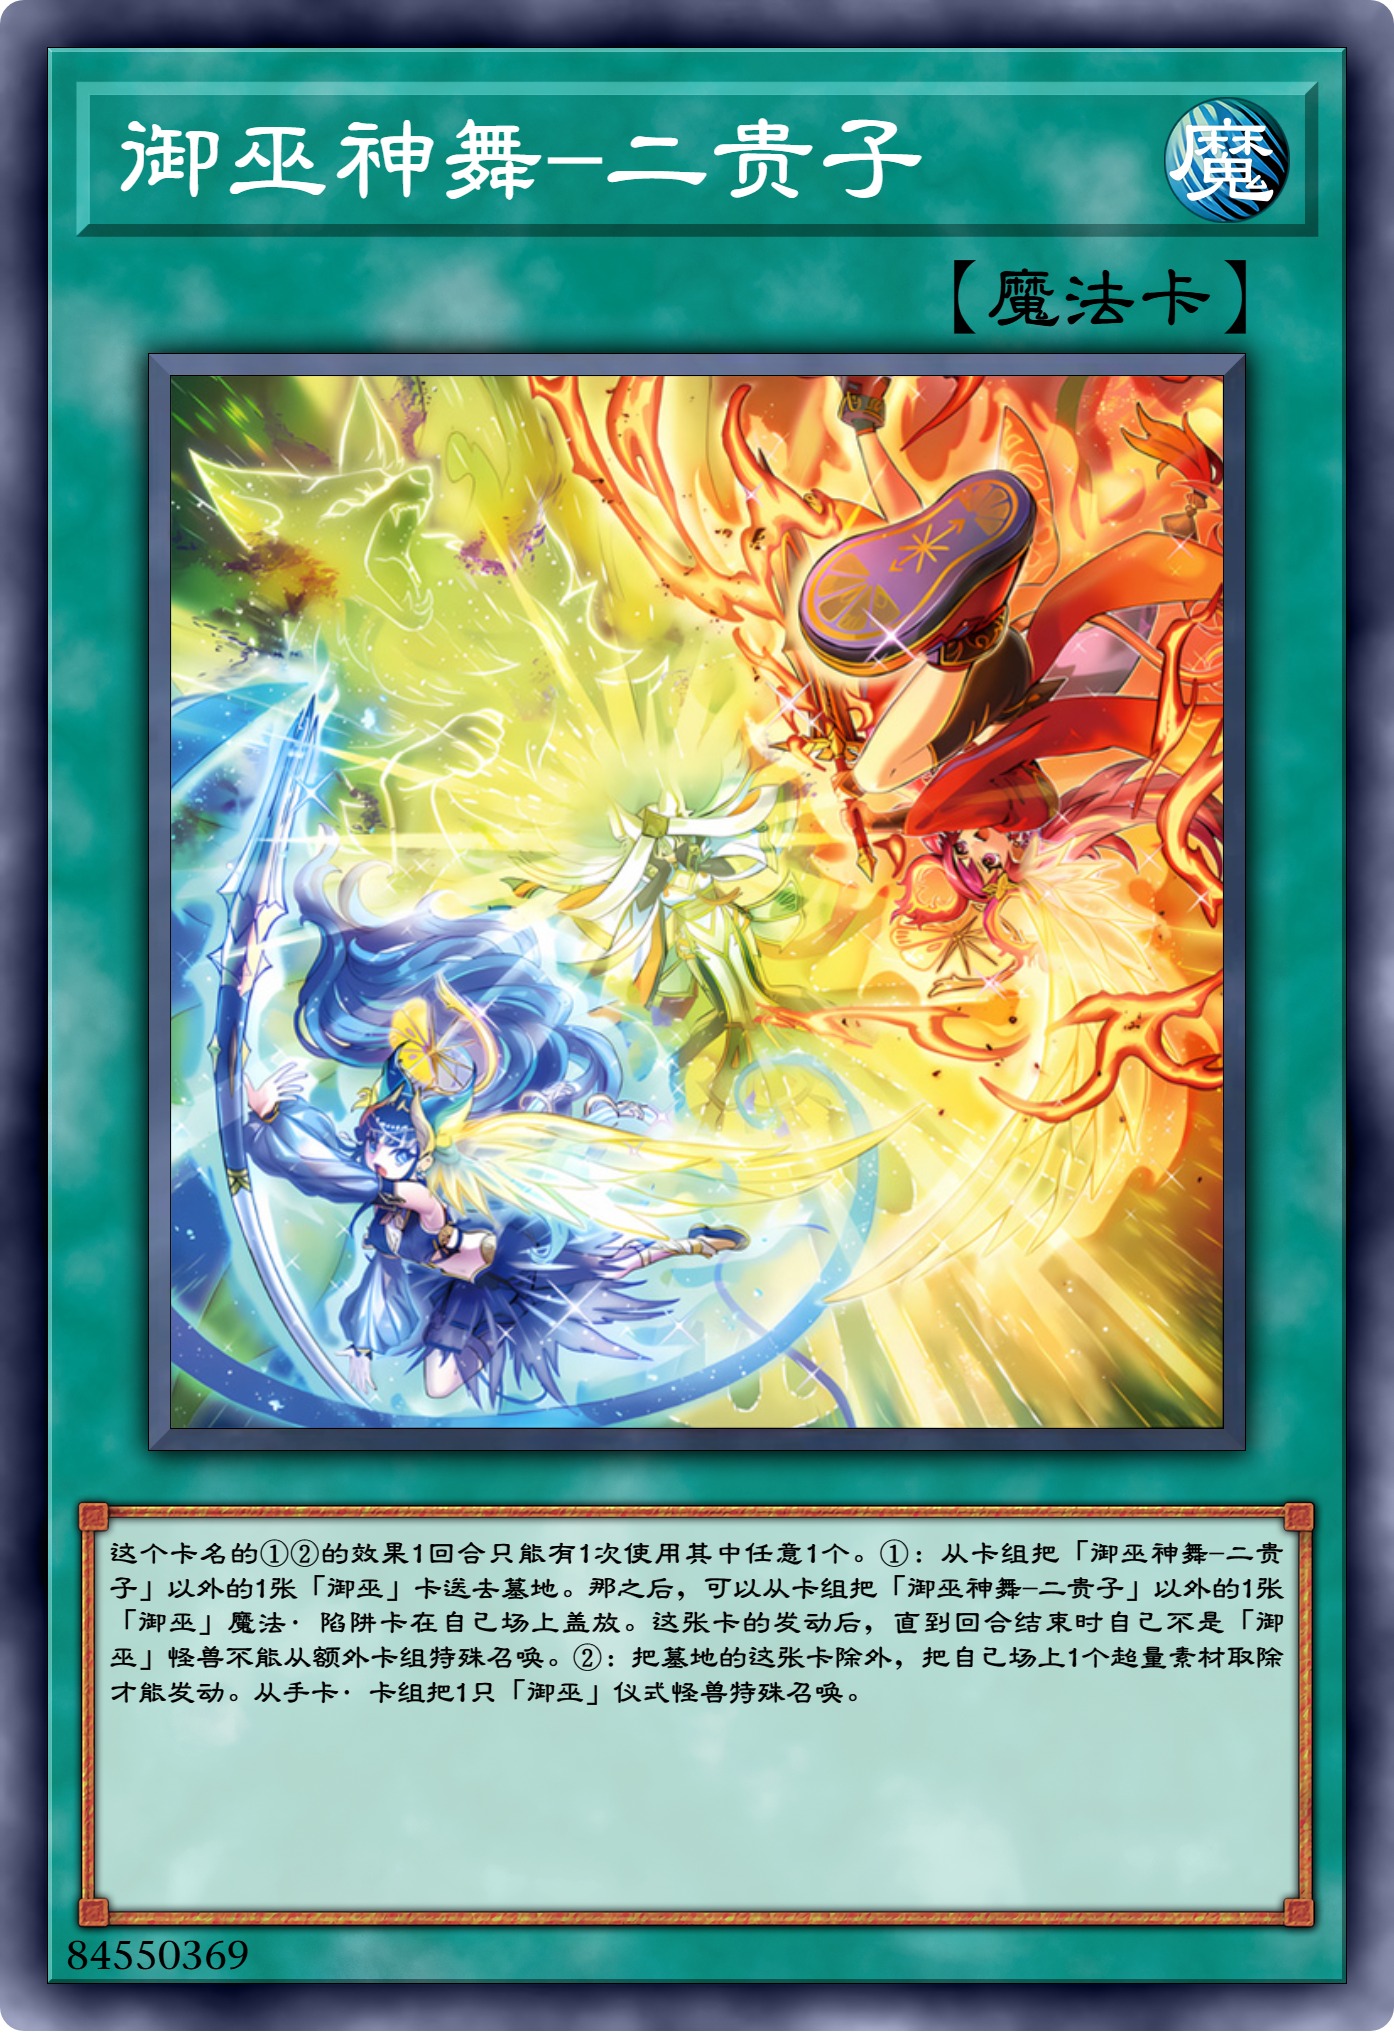 御巫神舞-二贵子
魔
【魔法卡】
这个卡名的①②的效果1回合只能有1次使用其中任意1个。①：从卡组把「御巫神舞-二贵
子」以外的1张「御巫」卡送去墓地。那之后，可以从卡组把「御巫神舞-二贵子」以外的1张
「御巫」魔法·陷阱卡在自己场上盖放。这张卡的发动后，直到回合结束时自己不是「御
巫」怪兽不能从额外卡组特殊召唤。②：把墓地的这张卡除外，把自己场上1个超量素材取除
才能发动。从手卡·卡组把1只「御巫」仪式怪兽特殊召唤。
84550369